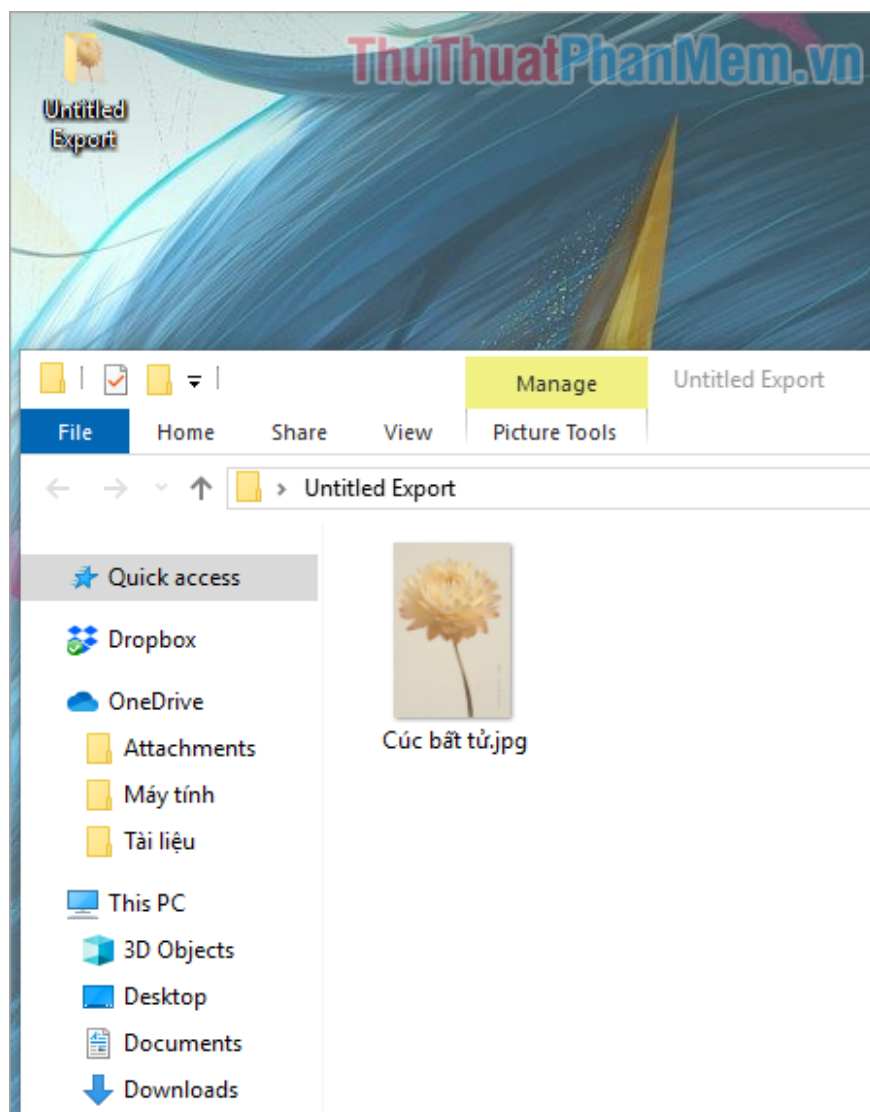 ThuThuatPhanMem.vn
Untitled
Export
Manage
Untitled Export
File
Home
Share
View
Picture Tools
Untitled Export
Quick access
Dropbox
OneDrive
Attachments
Máy tính
Tài liệu
This PC
3D Objects
Desktop
Documents
Downloads
Cúc bất tử.jpg